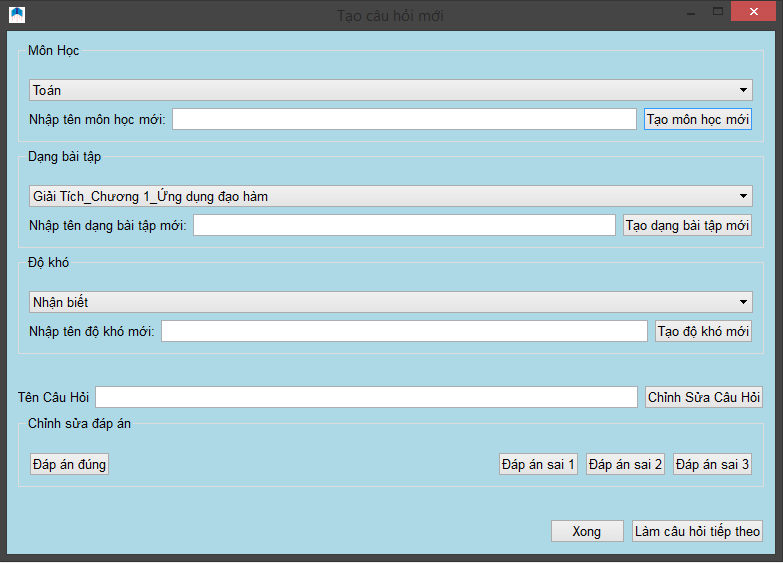 Tạo câu hỏi mới
Môn Học
Toán
Nhập tên môn học mới: Tạo môn học mới
Dạng bài tập
Giải Tích_Chương 1_Ứng dụng đạo hàm
Nhập tên dạng bài tập mới: Tạo dạng bài tập mới
Độ khó
Nhận biết
Nhập tên độ khó mới: Tạo độ khó mới
Tên Câu Hỏi Chỉnh Sửa Câu Hỏi
Chỉnh sửa đáp án
Đáp án đúng Đáp án sai 1 Đáp án sai 2 Đáp án sai 3
Xong Làm câu hỏi tiếp theo